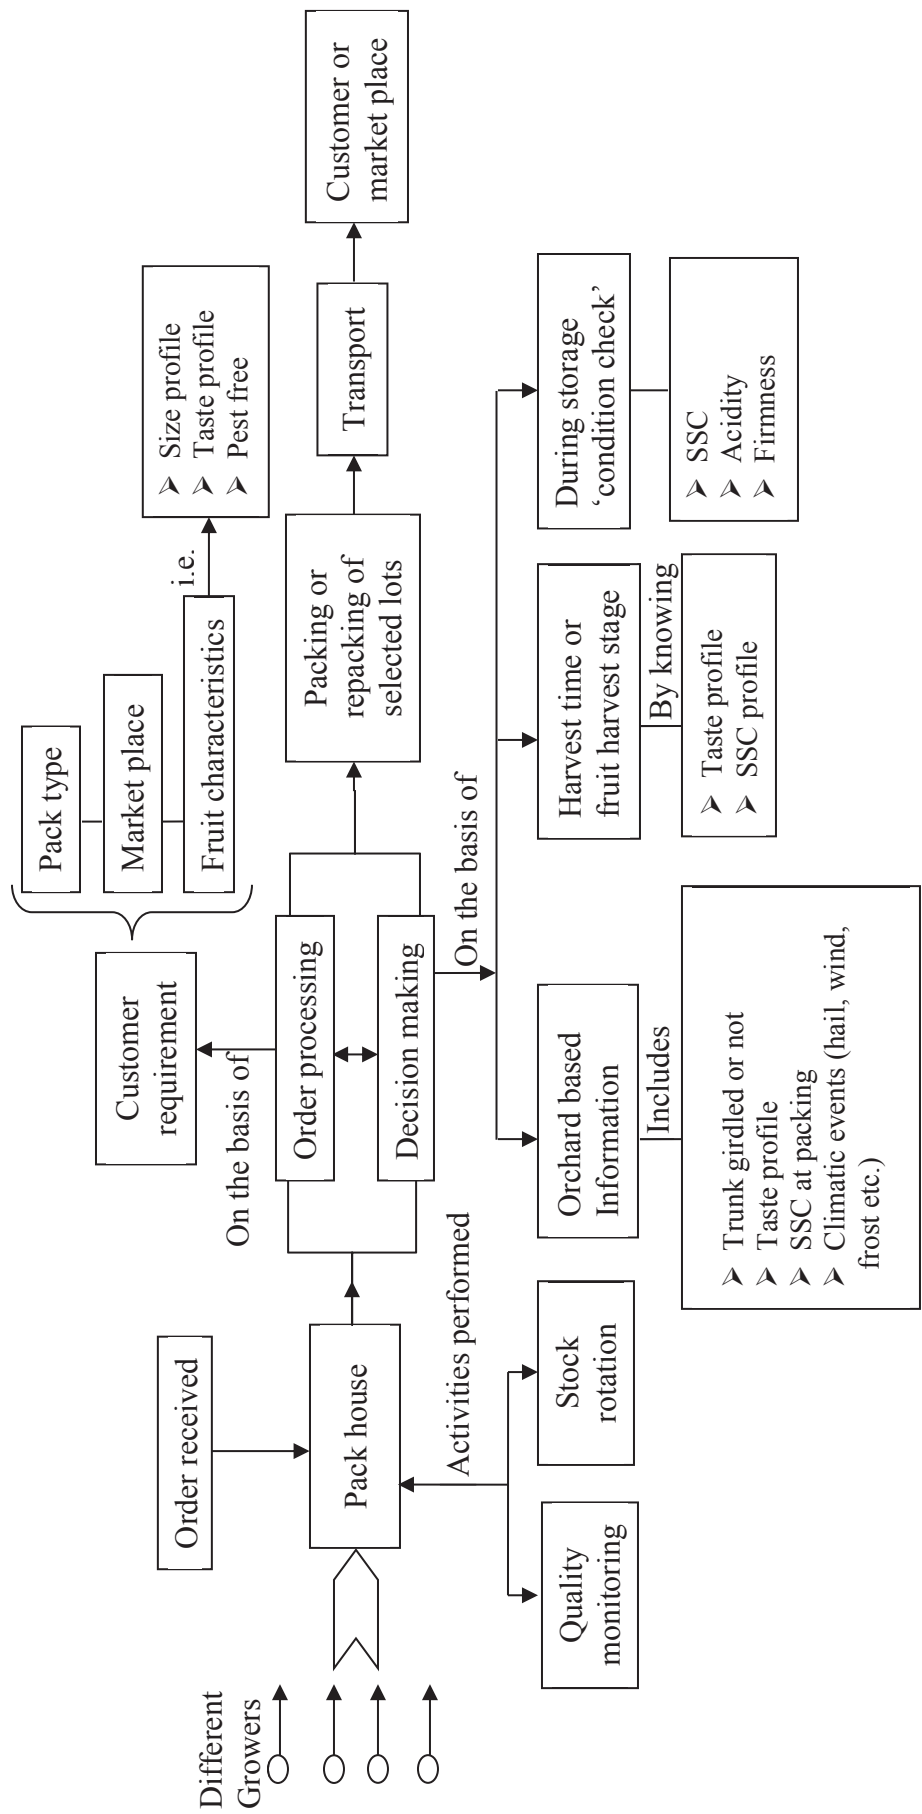 Different
Growers
Order received
Pack house
Activities performed
Quality
monitoring
Stock
rotation
On the basis of
Customer
requirement
Pack type
Market place
Fruit characteristics
i.e.
➢ Size profile
➢ Taste profile
➢ Pest free
Order processing
Decision making
On the basis of
Packing or
repacking of
selected lots
Transport
Customer or
market place
Orchard based
Information
Includes
➢ Trunk girdled or not
➢ Taste profile
➢ SSC at packing
➢ Climatic events (hail, wind,
frost etc.)
Harvest time or
fruit harvest stage
By knowing
➢ Taste profile
➢ SSC profile
During storage
‘condition check’
➢ SSC
➢ Acidity
➢ Firmness